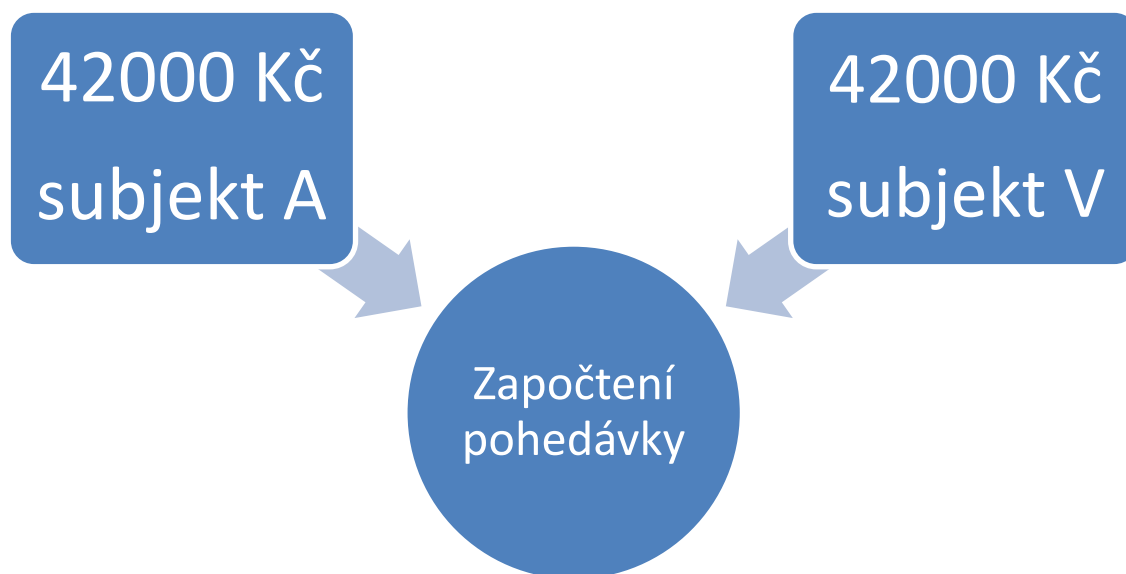 42000 Kč
subjekt A
42000 Kč
subjekt V
Započtení
pohedávky